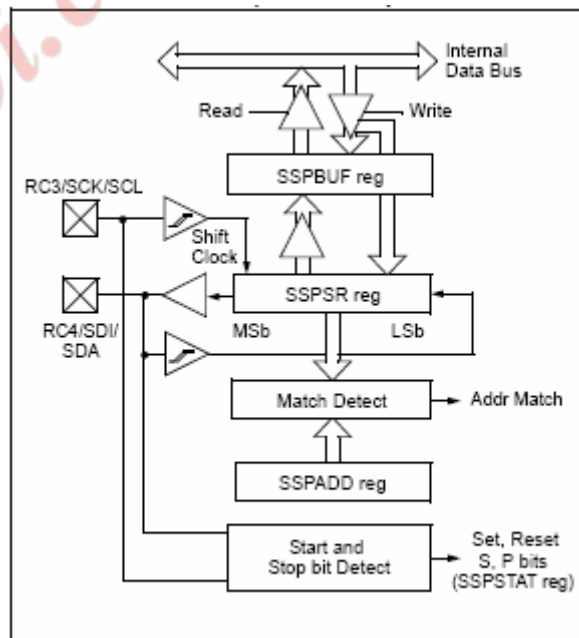 Internal
Data Bus
Read
Write
SSPBUF reg
RC3/SCK/SCL
Shift
Clock
SSPSR reg
MSb
LSb
RC4/SDI/
SDA
Match Detect
Addr Match
SSPADD reg
Start and
Stop bit Detect
Set, Reset
S, P bits
(SSPSTAT reg)